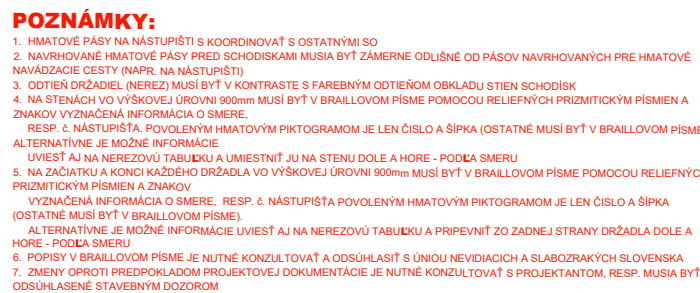 POZNÁMKY:
1. HMATOVÉ PÁSY NA NÁSTUPIŠTI S KOORDINOVAŤ S OSTATNÝMI SO
2. NAVRHOVANÉ HMATOVÉ PÁSY PRED SCHODISKAMI MUSIA BYŤ ZÁMERNE ODLIŠNÉ OD PÁSOV NAVRHOVANÝCH PRE HMATOVÉ
NAVÁDZACIE CESTY (NAPR. NA NÁSTUPIŠTI)
3. ODTIEŇ DRŽADIEL (NEREZ) MUSÍ BYŤ V KONTRASTE S FAREBNÝM ODTIEŇOM OBKLADU STIEN SCHODÍSK
4. NA STENÁCH VO VÝŠKOVEJ ÚROVNI 900mm MUSÍ BYŤ V BRAILLOVOM PÍSME POMOCOU RELIEFNÝCH PRIZMITICKÝM PÍSMIEN A
ZNAKOV VYZNAČENÁ INFORMÁCIA O SMERE,
RESP. č. NÁSTUPIŠŤA. POVOLENÝM HMATOVÝM PIKTOGRAMOM JE LEN ČISLO A ŠÍPKA (OSTATNÉ MUSÍ BYŤ V BRAILLOVOM PÍSME
ALTERNATÍVNE JE MOŽNÉ INFORMÁCIE
UVIESŤ AJ NA NEREZOVÚ TABUĽKU A UMIESTNIŤ JU NA STENU DOLE A HORE - PODĽA SMERU
5. NA ZAČIATKU A KONCI KAŽDÉHO DRŽADLA VO VÝŠKOVEJ ÚROVNI 900mm MUSÍ BYŤ V BRAILLOVOM PÍSME POMOCOU RELIEFNÝC
PRIZMITICKÝM PÍSMIEN A ZNAKOV
VYZNAČENÁ INFORMÁCIA O SMERE, RESP. č. NÁSTUPIŠŤA POVOLENÝM HMATOVÝM PIKTOGRAMOM JE LEN ČÍSLO A ŠÍPKA
(OSTATNÉ MUSÍ BYŤ V BRAILLOVOM PÍSME).
ALTERNATÍVNE JE MOŽNÉ INFORMÁCIE UVIESŤ AJ NA NEREZOVÚ TABUĽKU A PRIPEVNIŤ ZO ZADNEJ STRANY DRŽADLA DOLE A
HORE - PODĽA SMERU
6. POPISY V BRAILLOVOM PÍSME JE NUTNÉ KONZULTOVAŤ A ODSÚHLASIŤ S ÚNIOU NEVIDIACICH A SLABOZRAKÝCH SLOVENSKA
7. ZMENY OPROTI PREDPOKLADOM PROJEKTOVEJ DOKUMENTÁCIE JE NUTNÉ KONZULTOVAŤ S PROJEKTANTOM, RESP. MUSIA BYŤ
ODSÚHLASENÉ STAVEBNÝM DOZOROM